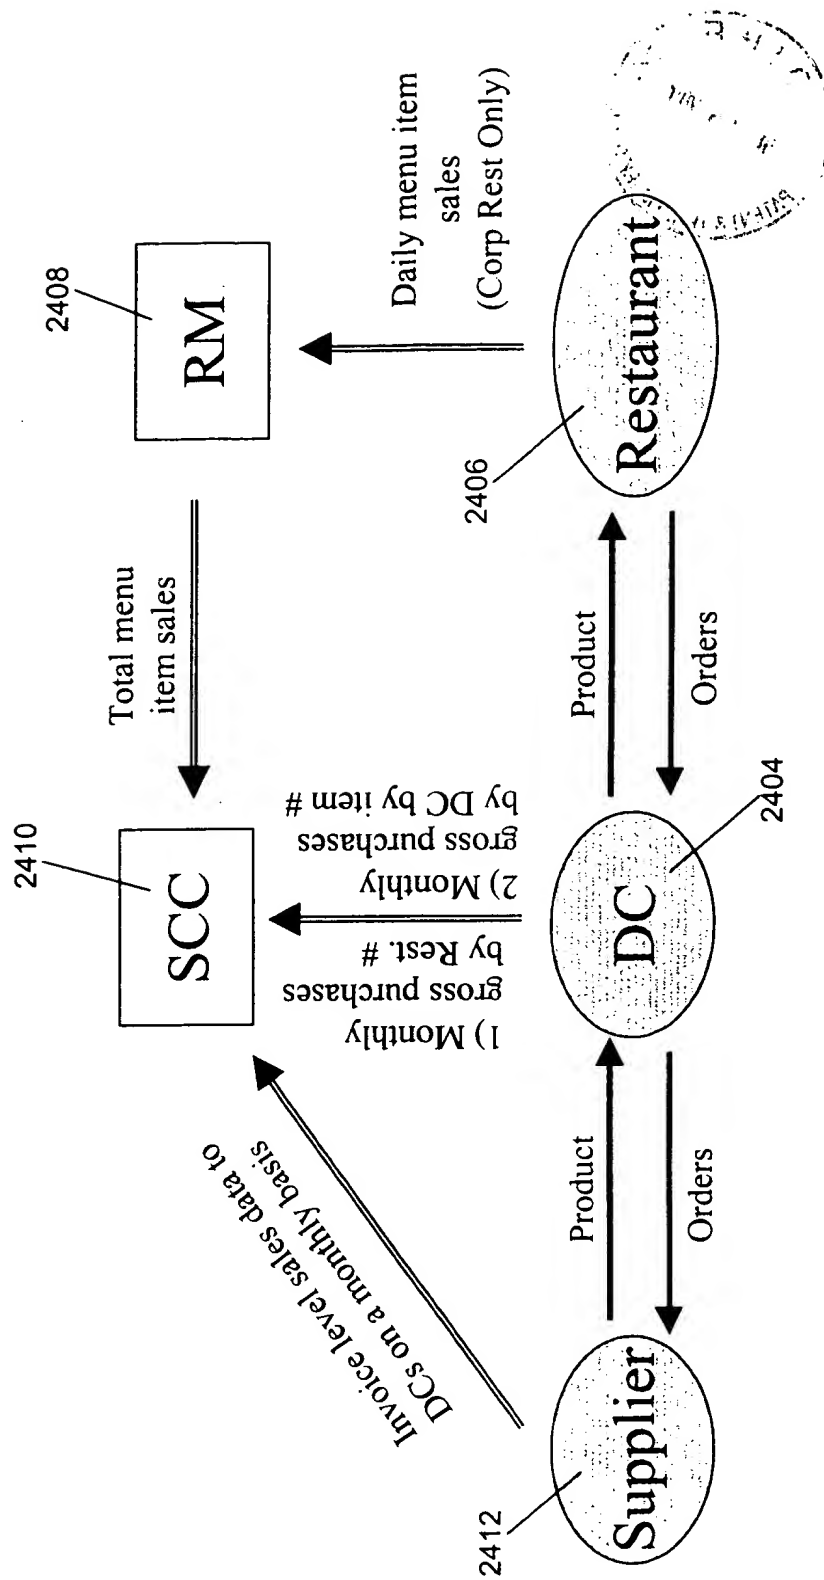 2410
SCC
Total menu
item sales
2408
RM
Invoice level sales data to
DCs on a monthly basis
1) Monthly
gross purchases
by Rest. #
2) Monthly
gross purchases
by DC by item #
Daily menu item
sales
(Corp Rest Only)
2412
Supplier
Product
Orders
DC
2404
Product
Orders
2406
Restaurant